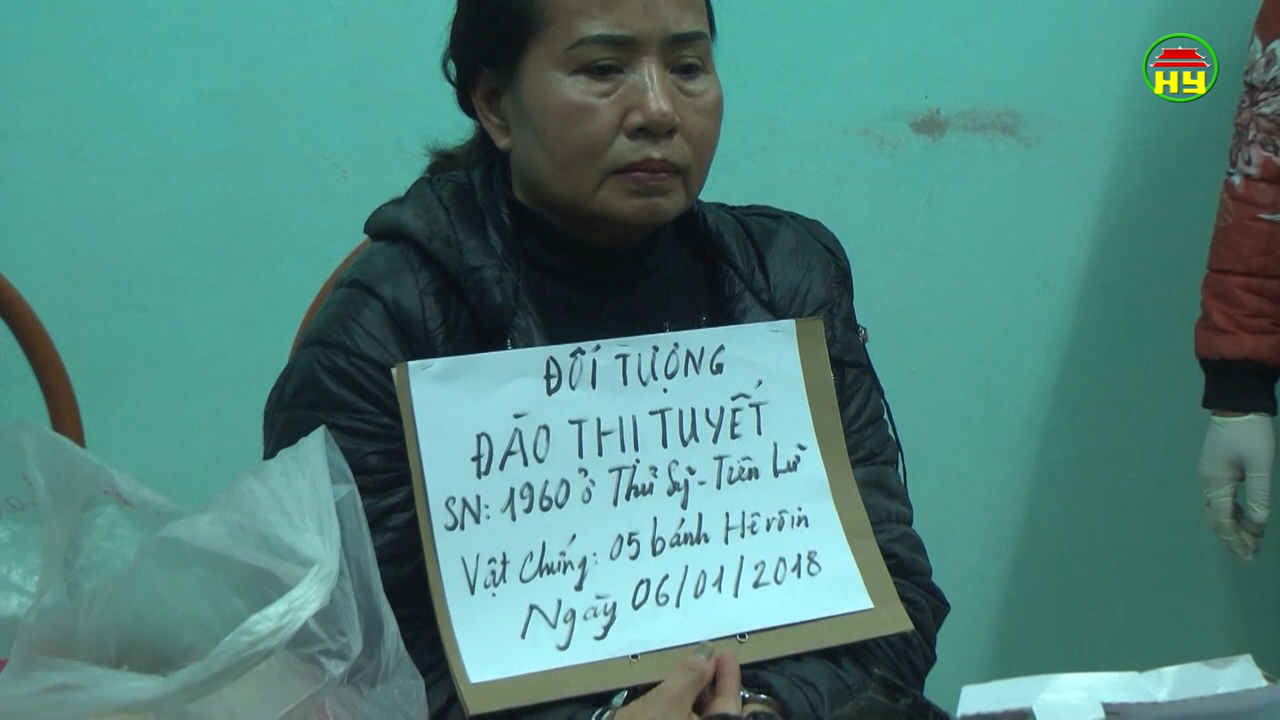 HY
ĐỐI TƯỢNG
ĐÀO THỊ TUYẾT
SN: 1960 ở Thủ Sỹ - Tiên Lữ
Vật Chứng: 05 bánh Hêrôin
Ngày 06/01/2018